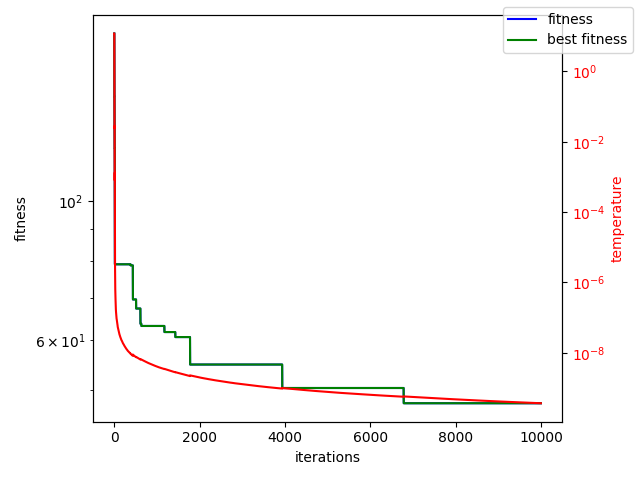 fitness
best fitness
10^2
6 × 10^1
fitness
10^0
10^-2
10^-4
10^-6
10^-8
temperature
0
2000
4000
6000
8000
10000
iterations